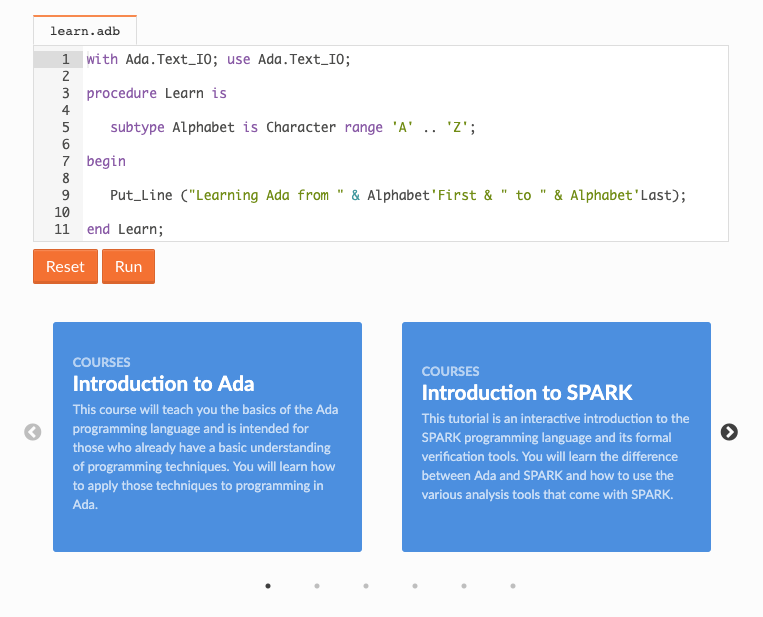 learn.adb
1 with Ada.Text_IO; use Ada.Text_IO;
2
3 procedure Learn is
4
5    subtype Alphabet is Character range 'A' .. 'Z';
6
7 begin
8
9    Put_Line ("Learning Ada from " & Alphabet'First & " to " & Alphabet'Last);
10
11 end Learn;
Reset Run
COURSES
Introduction to Ada
This course will teach you the basics of the Ada
programming language and is intended for
those who already have a basic understanding
of programming techniques. You will learn how
to apply those techniques to programming in
Ada.
COURSES
Introduction to SPARK
This tutorial is an interactive introduction to the
SPARK programming language and its formal
verification tools. You will learn the difference
between Ada and SPARK and how to use the
various analysis tools that come with SPARK.